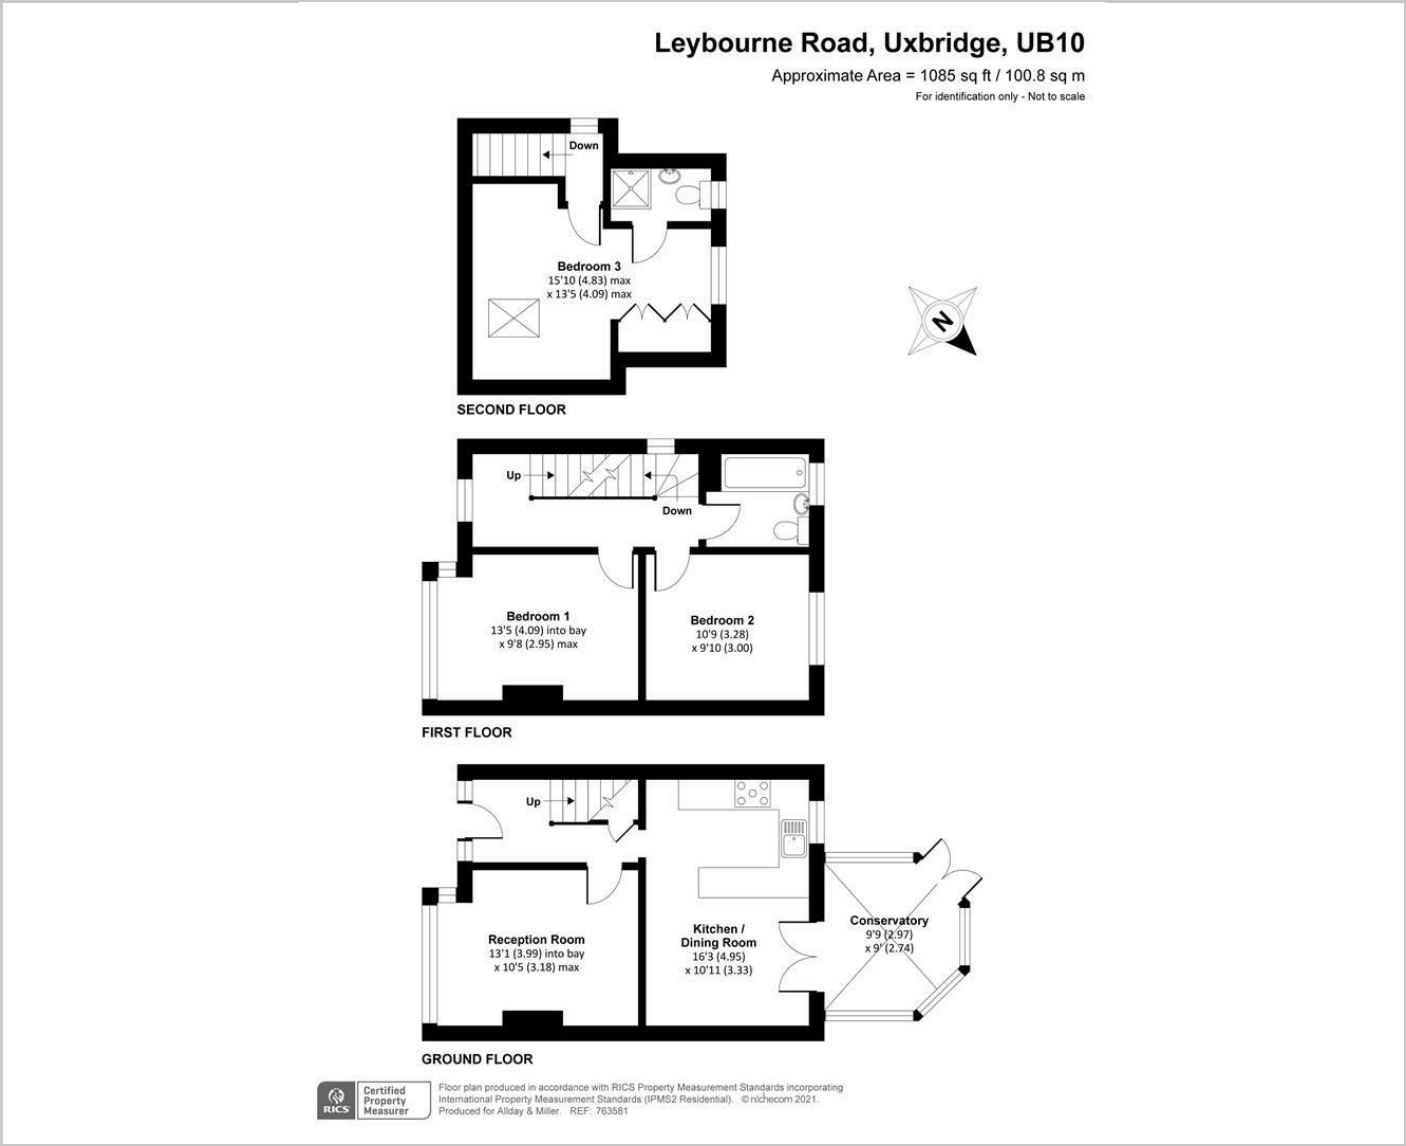 Leybourne Road, Uxbridge, UB10
Approximate Area = 1085 sq ft / 100.8 sq m
For identification only - Not to scale
Down
Bedroom 3
15'10 (4.83) max
x 13'5 (4.09) max
N
SECOND FLOOR
Up
Down
Bedroom 1
13'5 (4.09) into bay
x 9'8 (2.95) max
Bedroom 2
10'9 (3.28)
x 9'10 (3.00)
FIRST FLOOR
Up
Reception Room
13'1 (3.99) into bay
x 10'5 (3.18) max
Kitchen /
Dining Room
16'3 (4.95)
x 10'11 (3.33)
Conservatory
9'9 (2.97)
x 9' (2.74)
GROUND FLOOR
RICS
Certified
Property
Measurer
Floor plan produced in accordance with RICS Property Measurement Standards incorporating
International Property Measurement Standards (IPMS2 Residential). © nichecom 2021.
Produced for Allday & Miller. REF: 763581